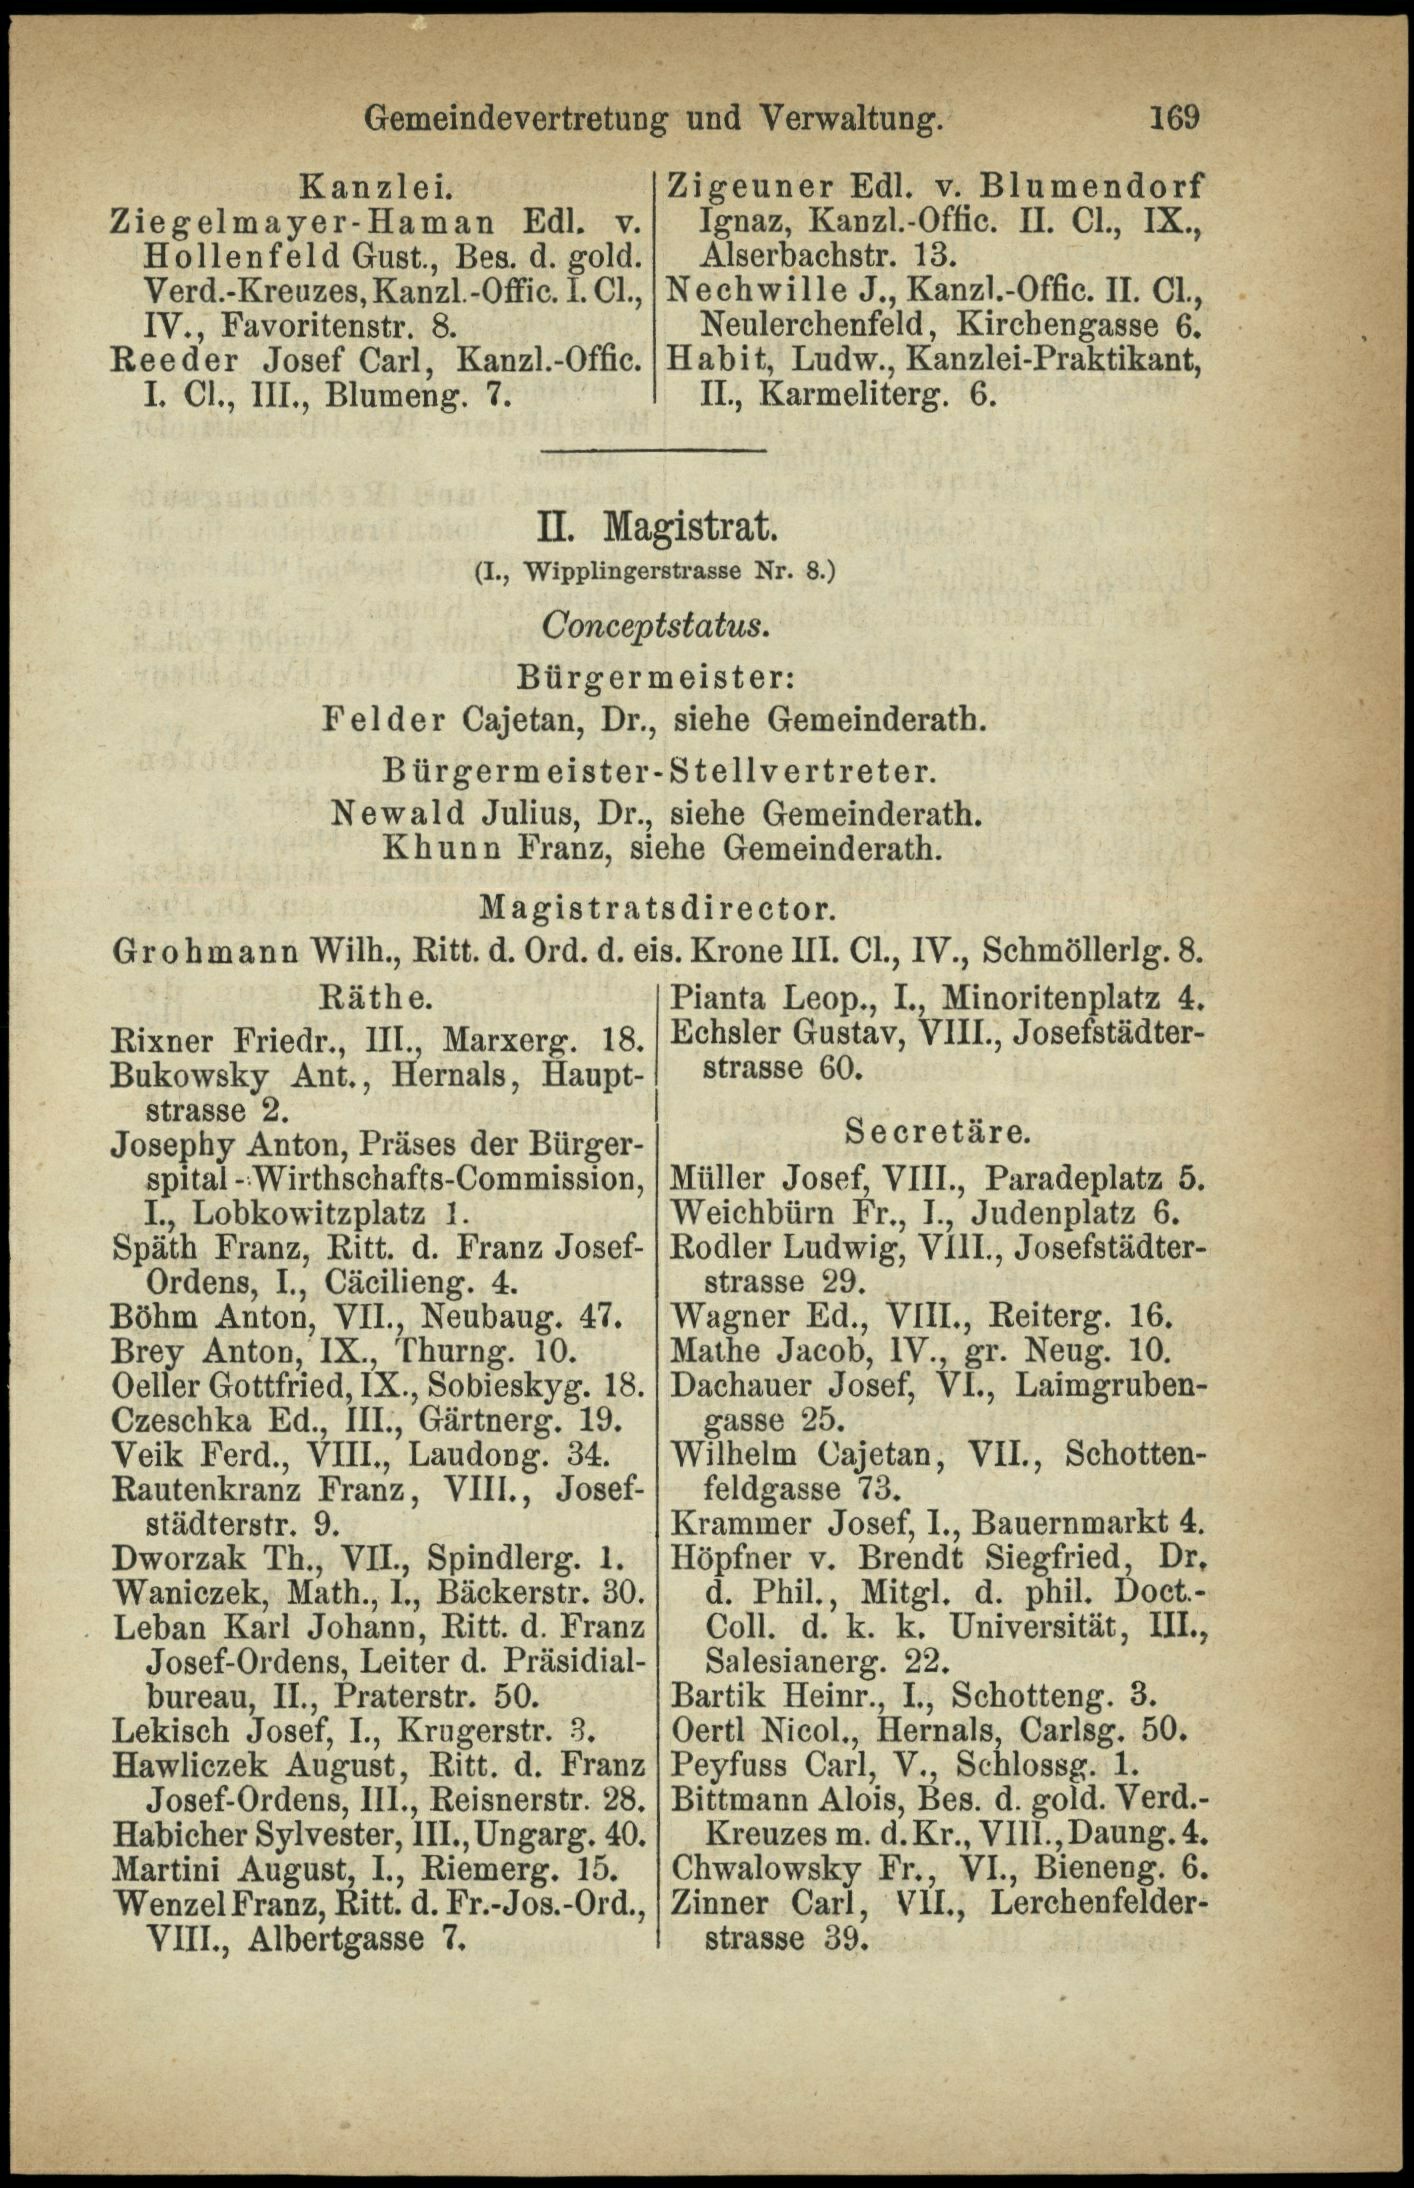 Gemeindevertretung und Verwaltung. 169
Kanzlei.
Ziegelmayer-Haman Edl. v.
Hollenfeld Gust., Bes. d. gold.
Verd.-Kreuzes, Kanzl.-Offic. I. Cl.,
IV., Favoritenstr. 8.
Reeder Josef Carl, Kanzl.-Offic.
I. Cl., III., Blumeng. 7.
Zigeuner Edl. v. Blumendorf
Ignaz, Kanzl.-Offic. II. Cl., IX.,
Alserbachstr. 13.
Nechwille J., Kanzl.-Offic. II. Cl.,
Neulerchenfeld, Kirchengasse 6.
Habit, Ludw., Kanzlei-Praktikant,
II., Karmeliterg. 6.
II. Magistrat.
(I., Wipplingerstrasse Nr. 8.)
Conceptstatus.
Bürgermeister:
Felder Cajetan, Dr., siehe Gemeinderath.
Bürgermeister-Stellvertreter.
Newald Julius, Dr., siehe Gemeinderath.
Khunn Franz, siehe Gemeinderath.
Magistratsdirector.
Grohmann Wilh., Ritt. d. Ord. d. eis. Krone III. Cl., IV., Schmöllerlg. 8.
Räthe.
Rixner Friedr., III., Marxerg. 18.
Bukowsky Ant., Hernals, Haupt-
strasse 2.
Josephy Anton, Präses der Bürger-
spital-Wirthschafts-Commission,
I., Lobkowitzplatz 1.
Späth Franz, Ritt. d. Franz Josef-
Ordens, I., Cäcilieng. 4.
Böhm Anton, VII., Neubaug. 47.
Brey Anton, IX., Thurng. 10.
Oeller Gottfried, IX., Sobieskyg. 18.
Czeschka Ed., III., Gärtnerg. 19.
Veik Ferd., VIII., Laudong. 34.
Rautenkranz Franz, VIII., Josef-
städterstr. 9.
Dworzak Th., VII., Spindlerg. 1.
Waniczek, Math., I., Bäckerstr. 30.
Leban Karl Johann, Ritt. d. Franz
Josef-Ordens, Leiter d. Präsidial-
bureau, II., Praterstr. 50.
Lekisch Josef, I., Krugerstr. 3.
Hawliczek August, Ritt. d. Franz
Josef-Ordens, III., Reisnerstr. 28.
Habicher Sylvester, III., Ungarg. 40.
Martini August, I., Riemerg. 15.
Wenzel Franz, Ritt. d. Fr.-Jos.-Ord.,
VIII., Albertgasse 7.
Pianta Leop., I., Minoritenplatz 4.
Echsler Gustav, VIII., Josefstädter-
strasse 60.
Secretäre.
Müller Josef, VIII., Paradeplatz 5.
Weichbürn Fr., I., Judenplatz 6.
Rodler Ludwig, VIII., Josefstädter-
strasse 29.
Wagner Ed., VIII., Reiterg. 16.
Mathe Jacob, IV., gr. Neug. 10.
Dachauer Josef, VI., Laimgruben-
gasse 25.
Wilhelm Cajetan, VII., Schotten-
feldgasse 73.
Krammer Josef, I., Bauernmarkt 4.
Höpfner v. Brendt Siegfried, Dr.
d. Phil., Mitgl. d. phil. Doct.-
Coll. d. k. k. Universität, III.,
Salesianerg. 22.
Bartik Heinr., I., Schotteng. 3.
Oertl Nicol., Hernals, Carlsg. 50.
Peyfuss Carl, V., Schlossg. 1.
Bittmann Alois, Bes. d. gold. Verd.-
Kreuzes m. d. Kr., VIII., Daung. 4.
Chwalowsky Fr., VI., Bieneng. 6.
Zinner Carl, VII., Lerchenfelder-
strasse 39.